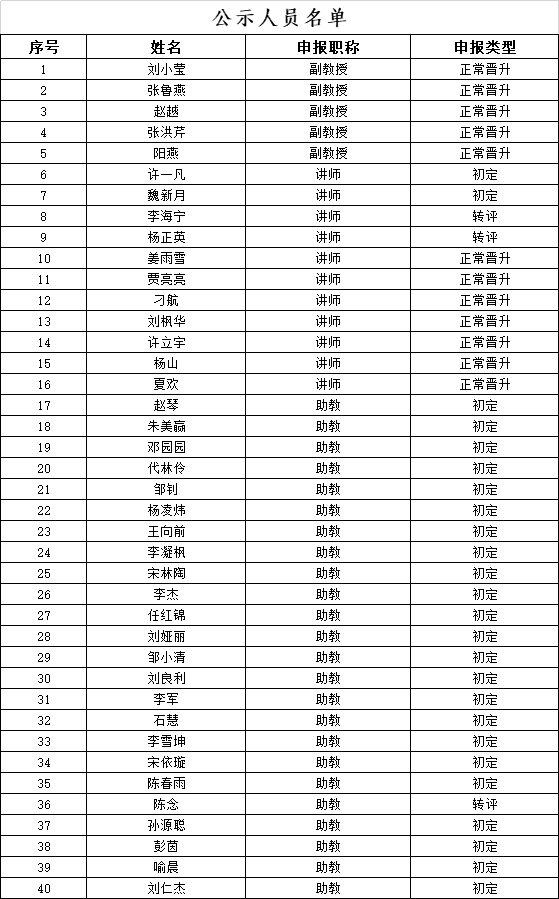 公示人员名单
序号 姓名 申报职称 申报类型
1 刘小莹 副教授 正常晋升
2 张鲁燕 副教授 正常晋升
3 赵越 副教授 正常晋升
4 张洪芹 副教授 正常晋升
5 阳燕 副教授 正常晋升
6 许一凡 讲师 初定
7 魏新月 讲师 初定
8 李海宁 讲师 转评
9 杨正英 讲师 转评
10 姜雨雪 讲师 正常晋升
11 贾亮亮 讲师 正常晋升
12 刁航 讲师 正常晋升
13 刘枫华 讲师 正常晋升
14 许立宇 讲师 正常晋升
15 杨山 讲师 正常晋升
16 夏欢 讲师 正常晋升
17 赵琴 助教 初定
18 朱美赢 助教 初定
19 邓园园 助教 初定
20 代林伶 助教 初定
21 邹钊 助教 初定
22 杨凌炜 助教 初定
23 王向前 助教 初定
24 李凝枫 助教 初定
25 宋林陶 助教 初定
26 李杰 助教 初定
27 任红锦 助教 初定
28 刘娅丽 助教 初定
29 邹小清 助教 初定
30 刘良利 助教 初定
31 李军 助教 初定
32 石慧 助教 初定
33 李雪坤 助教 初定
34 宋依璇 助教 初定
35 陈春雨 助教 初定
36 陈念 助教 转评
37 孙源聪 助教 初定
38 彭茵 助教 初定
39 喻晨 助教 初定
40 刘仁杰 助教 初定